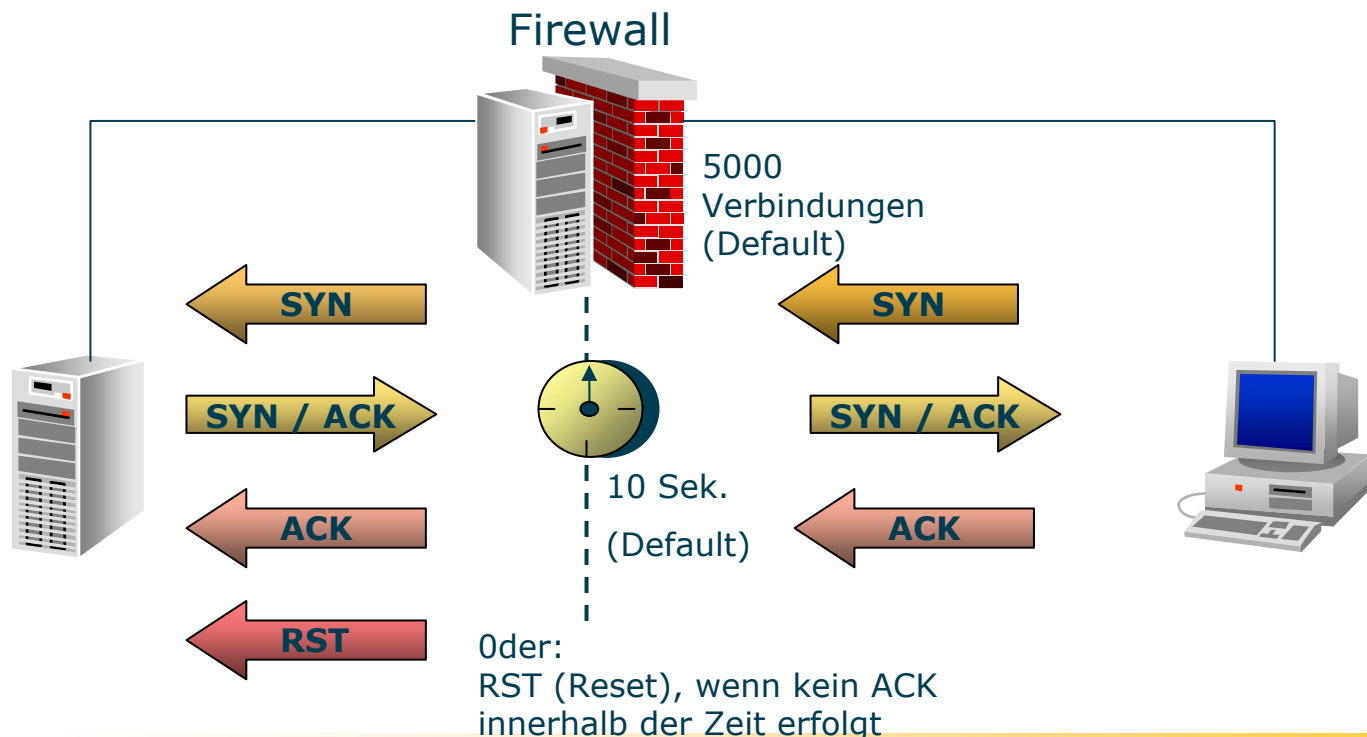 Firewall
5000
Verbindungen
(Default)
SYN
SYN
SYN / ACK
SYN / ACK
10 Sek.
(Default)
ACK
ACK
RST
0der:
RST (Reset), wenn kein ACK
innerhalb der Zeit erfolgt